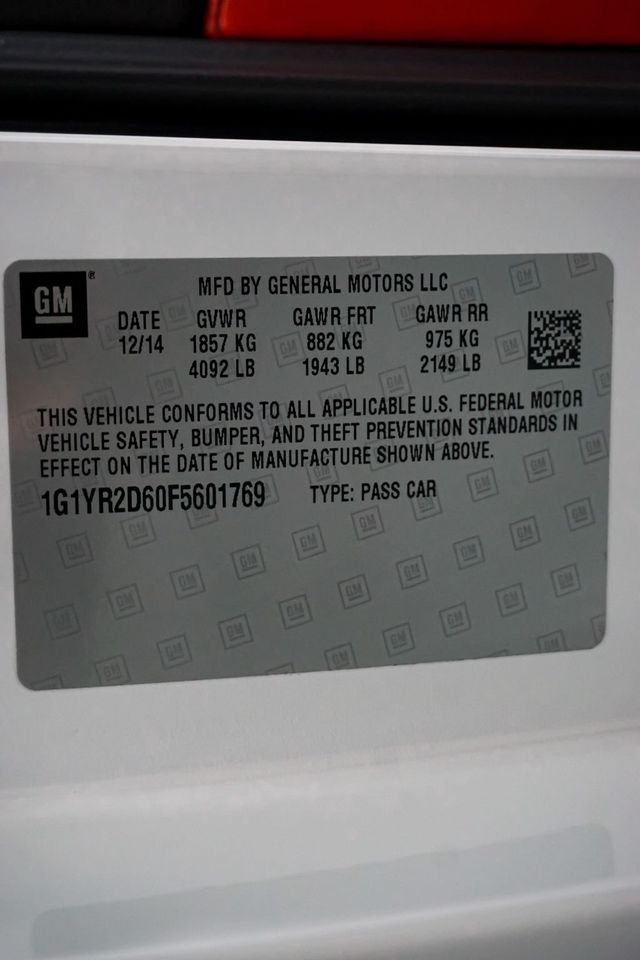 GM®
MFD BY GENERAL MOTORS LLC
DATE GVWR GAWR FRT GAWR RR
12/14 1857 KG 882 KG 975 KG
4092 LB 1943 LB 2149 LB
THIS VEHICLE CONFORMS TO ALL APPLICABLE U.S. FEDERAL MOTOR
VEHICLE SAFETY, BUMPER, AND THEFT PREVENTION STANDARDS IN
EFFECT ON THE DATE OF MANUFACTURE SHOWN ABOVE.
1G1YR2D60F5601769 TYPE: PASS CAR